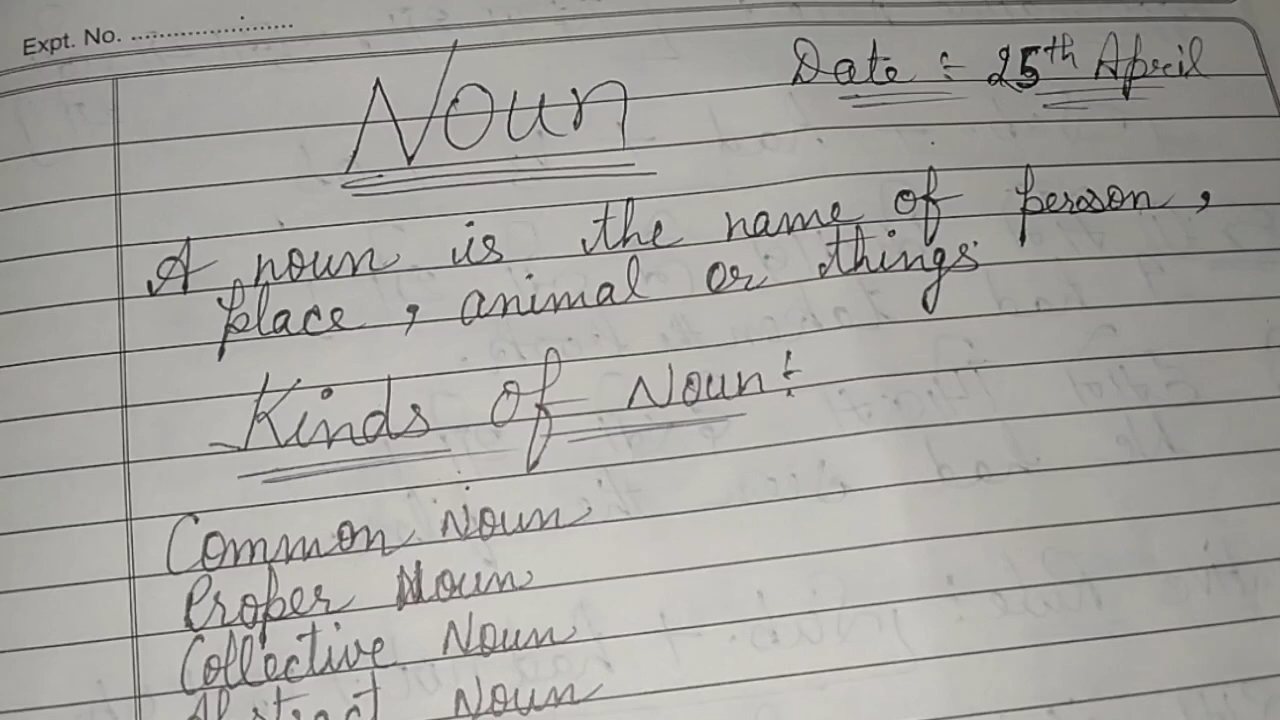 Expt. No. ........................
Date : 25th April
Noun
A noun is the name of person,
place, animal or things
Kinds of Noun :
Common Noun
Proper Noun
Collective Noun
Abstract Noun